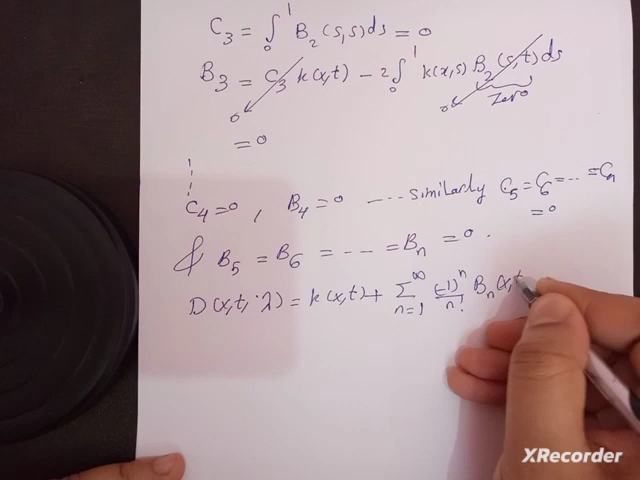 C₃ = ∫₀¹ B₂(s,s)ds = 0
B₃ = C₃ k(x,t) - 2∫₀¹ k(x,s) B₂(s,t)ds
0 0 Zero
= 0
C₄ = 0, B₄ = 0 ---- similarly C₅ = C₆ = -- = Cₙ
= 0
& B₅ = B₆ = ---- = Bₙ = 0.
D(x,t; λ) = k(x,t) + ∑ₙ₌₁^∞ (-1)ⁿ/n! Bₙ(x,t
XRecorder